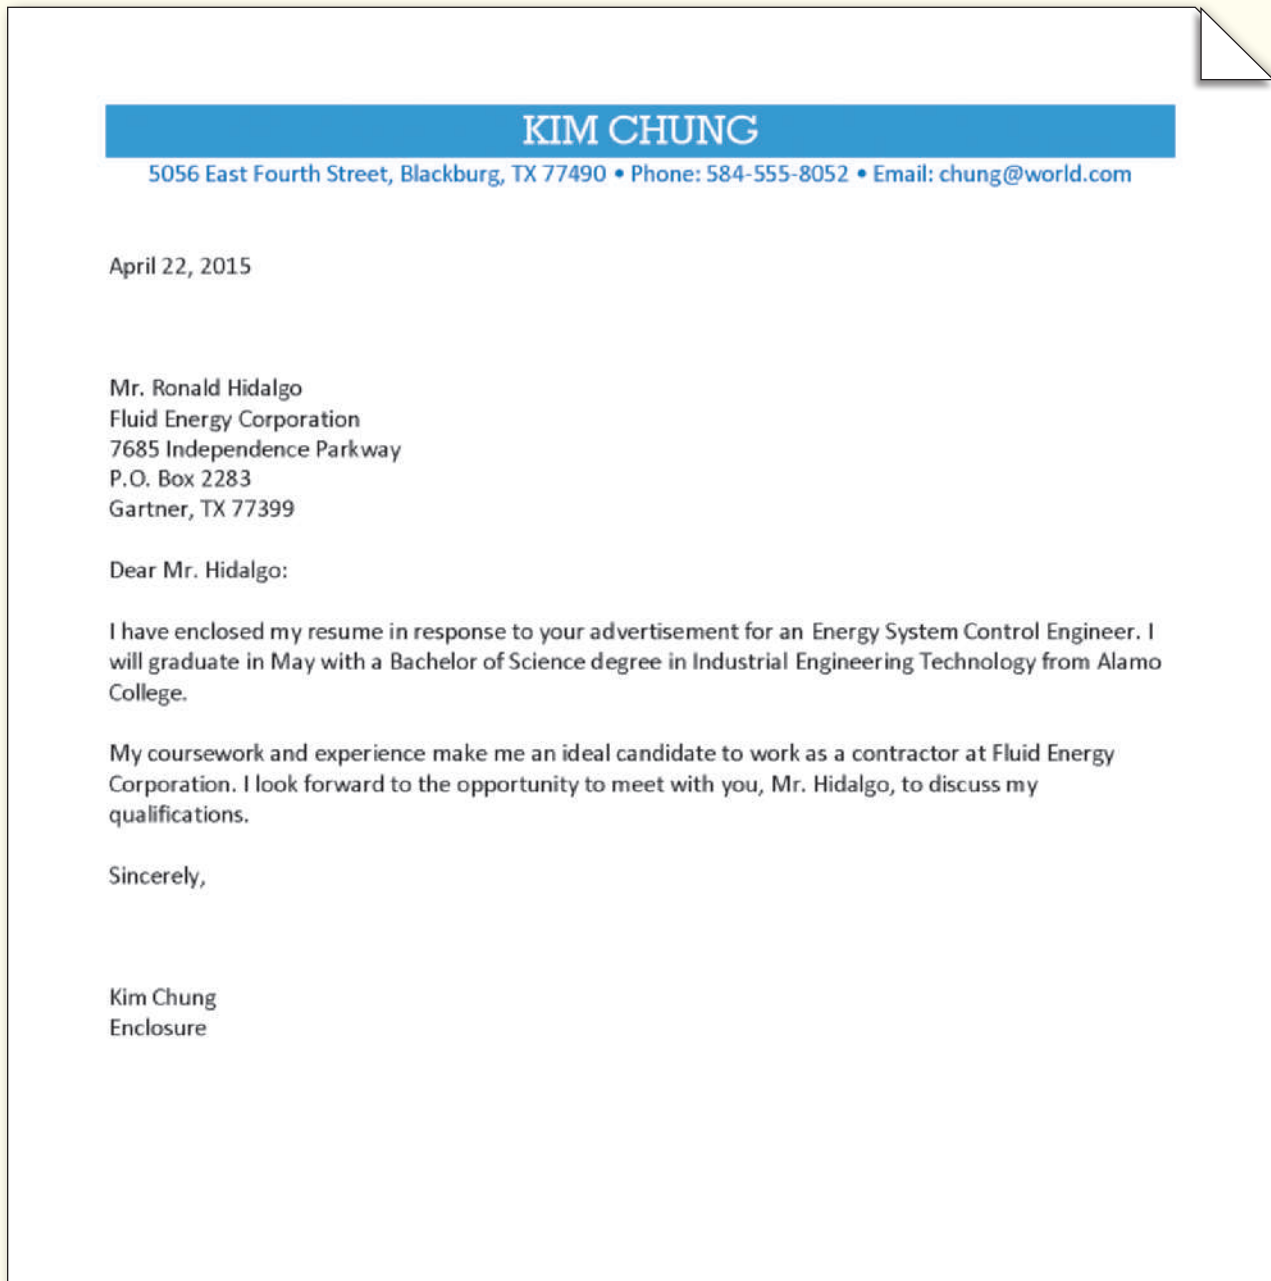 KIM CHUNG
5056 East Fourth Street, Blackburg, TX 77490 • Phone: 584-555-8052 • Email: chung@world.com
April 22, 2015
Mr. Ronald Hidalgo
Fluid Energy Corporation
7685 Independence Parkway
P.O. Box 2283
Gartner, TX 77399
Dear Mr. Hidalgo:
I have enclosed my resume in response to your advertisement for an Energy System Control Engineer. I
will graduate in May with a Bachelor of Science degree in Industrial Engineering Technology from Alamo
College.
My coursework and experience make me an ideal candidate to work as a contractor at Fluid Energy
Corporation. I look forward to the opportunity to meet with you, Mr. Hidalgo, to discuss my
qualifications.
Sincerely,
Kim Chung
Enclosure